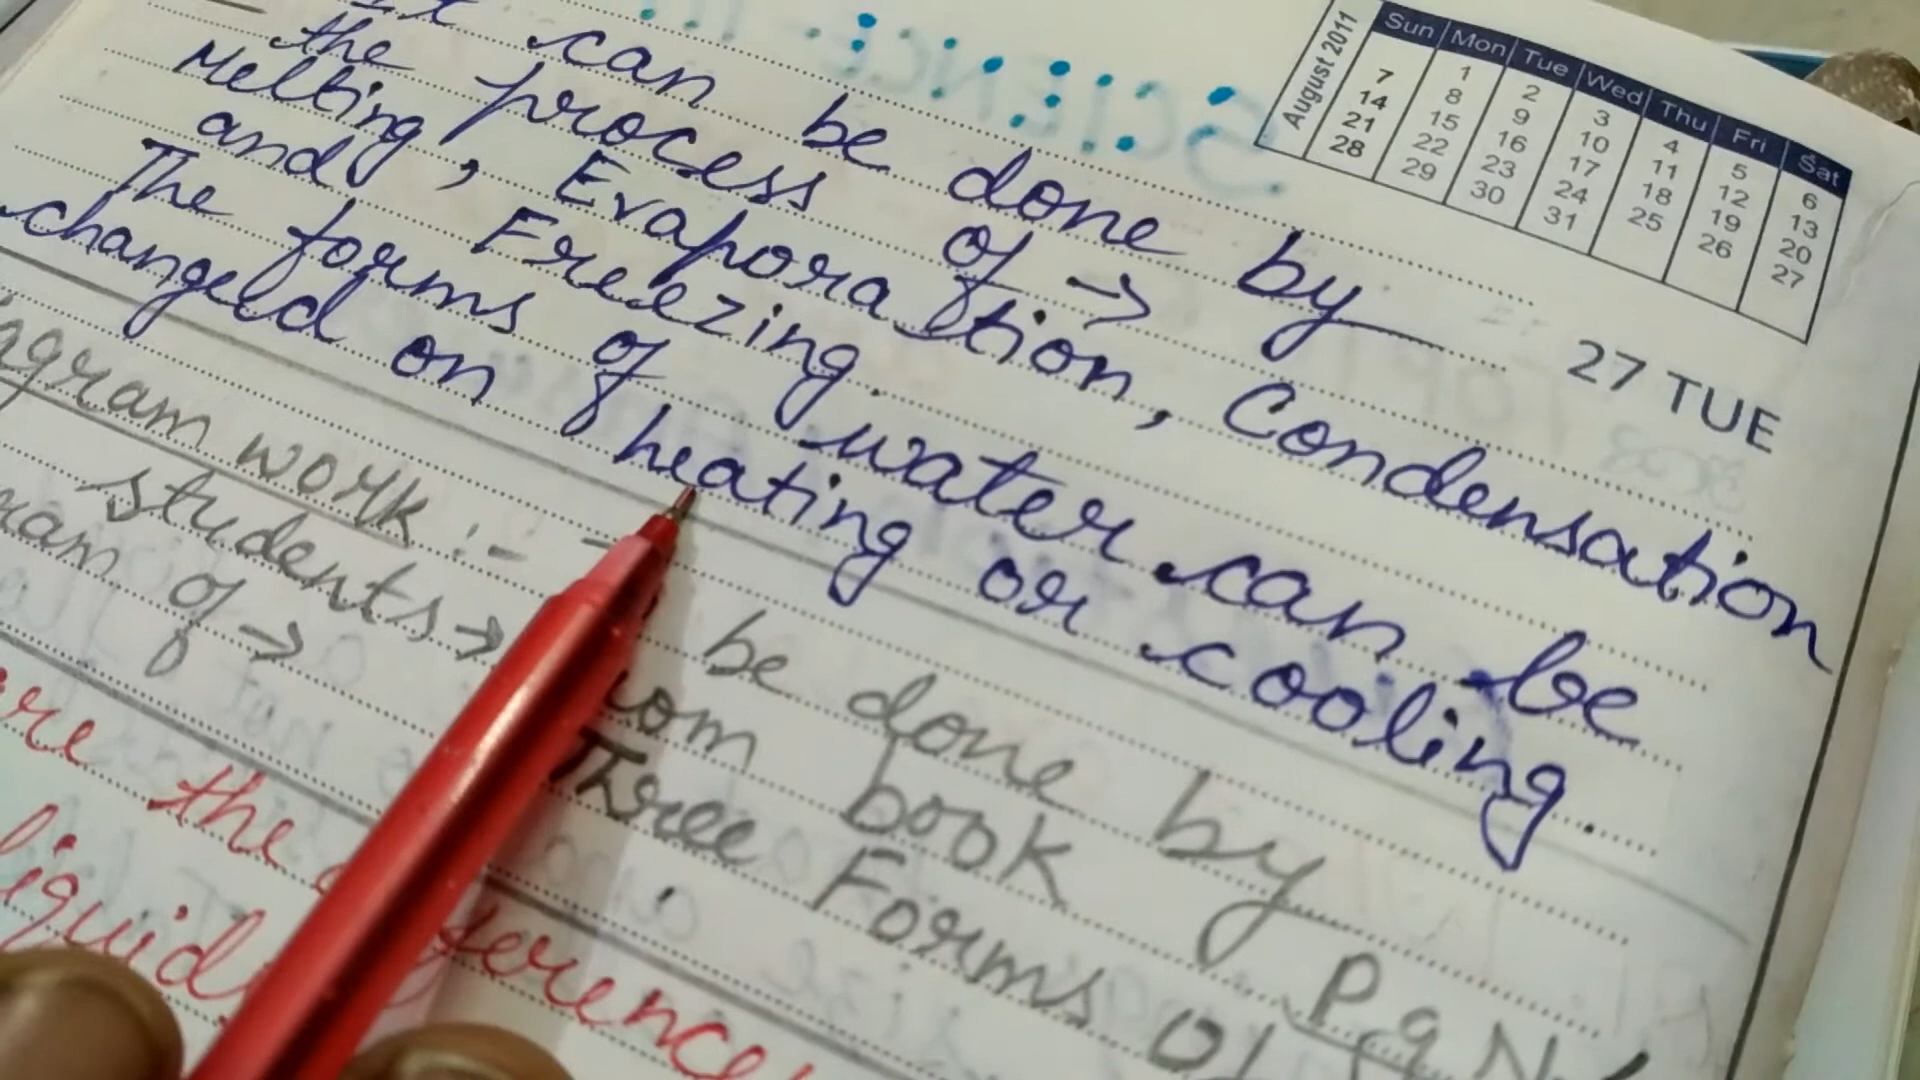 It can be done by
the process of →
Melting, Evaporation, Condensation
and Freezing.
The forms of water can be
changed on heating or cooling.
work :-
be done by
students → book Pg N
of → Three Forms Of
the
liquid
SCIENCE
August 2011
Sun Mon Tue Wed Thu Fri Sat
1 2 3 4 5 6
7 8 9 10 11 12 13
14 15 16 17 18 19 20
21 22 23 24 25 26 27
28 29 30 31
27 TUE